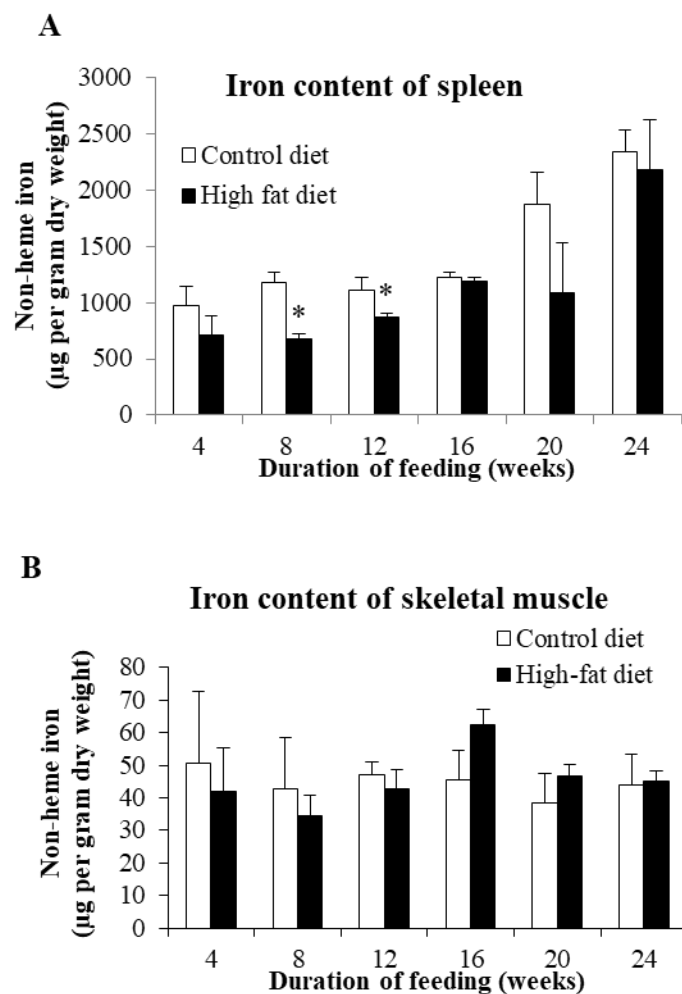 A
Iron content of spleen
Non-heme iron
(µg per gram dry weight)
3000
2500
2000
1500
1000
500
0
Control diet
High fat diet
*
*
4 8 12 16 20 24
Duration of feeding (weeks)
B
Iron content of skeletal muscle
Non-heme iron
(µg per gram dry weight)
Control diet
High-fat diet
80
70
60
50
40
30
20
10
0
4 8 12 16 20 24
Duration of feeding (weeks)